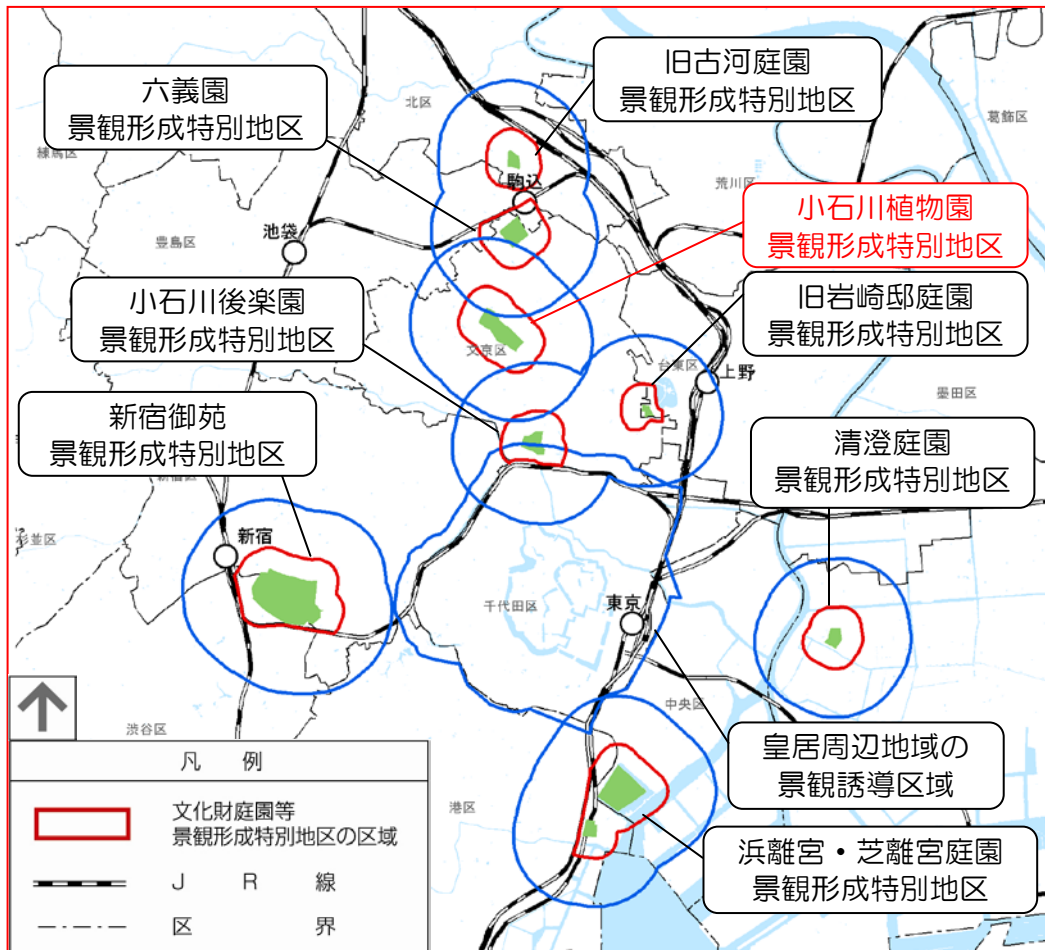 旧古河庭園
景観形成特別地区
六義園
景観形成特別地区
北区
葛飾区
練馬区
駒込
荒川区
小石川植物園
景観形成特別地区
池袋
豊島区
小石川後楽園
景観形成特別地区
旧岩崎邸庭園
景観形成特別地区
文京区
台東区
上野
墨田区
新宿御苑
景観形成特別地区
清澄庭園
景観形成特別地区
新宿区
杉並区
新宿
千代田区
東京
中央区
渋谷区
皇居周辺地域の
景観誘導区域
港区
浜離宮・芝離宮庭園
景観形成特別地区
凡 例
文化財庭園等
景観形成特別地区の区域
J R 線
区 界